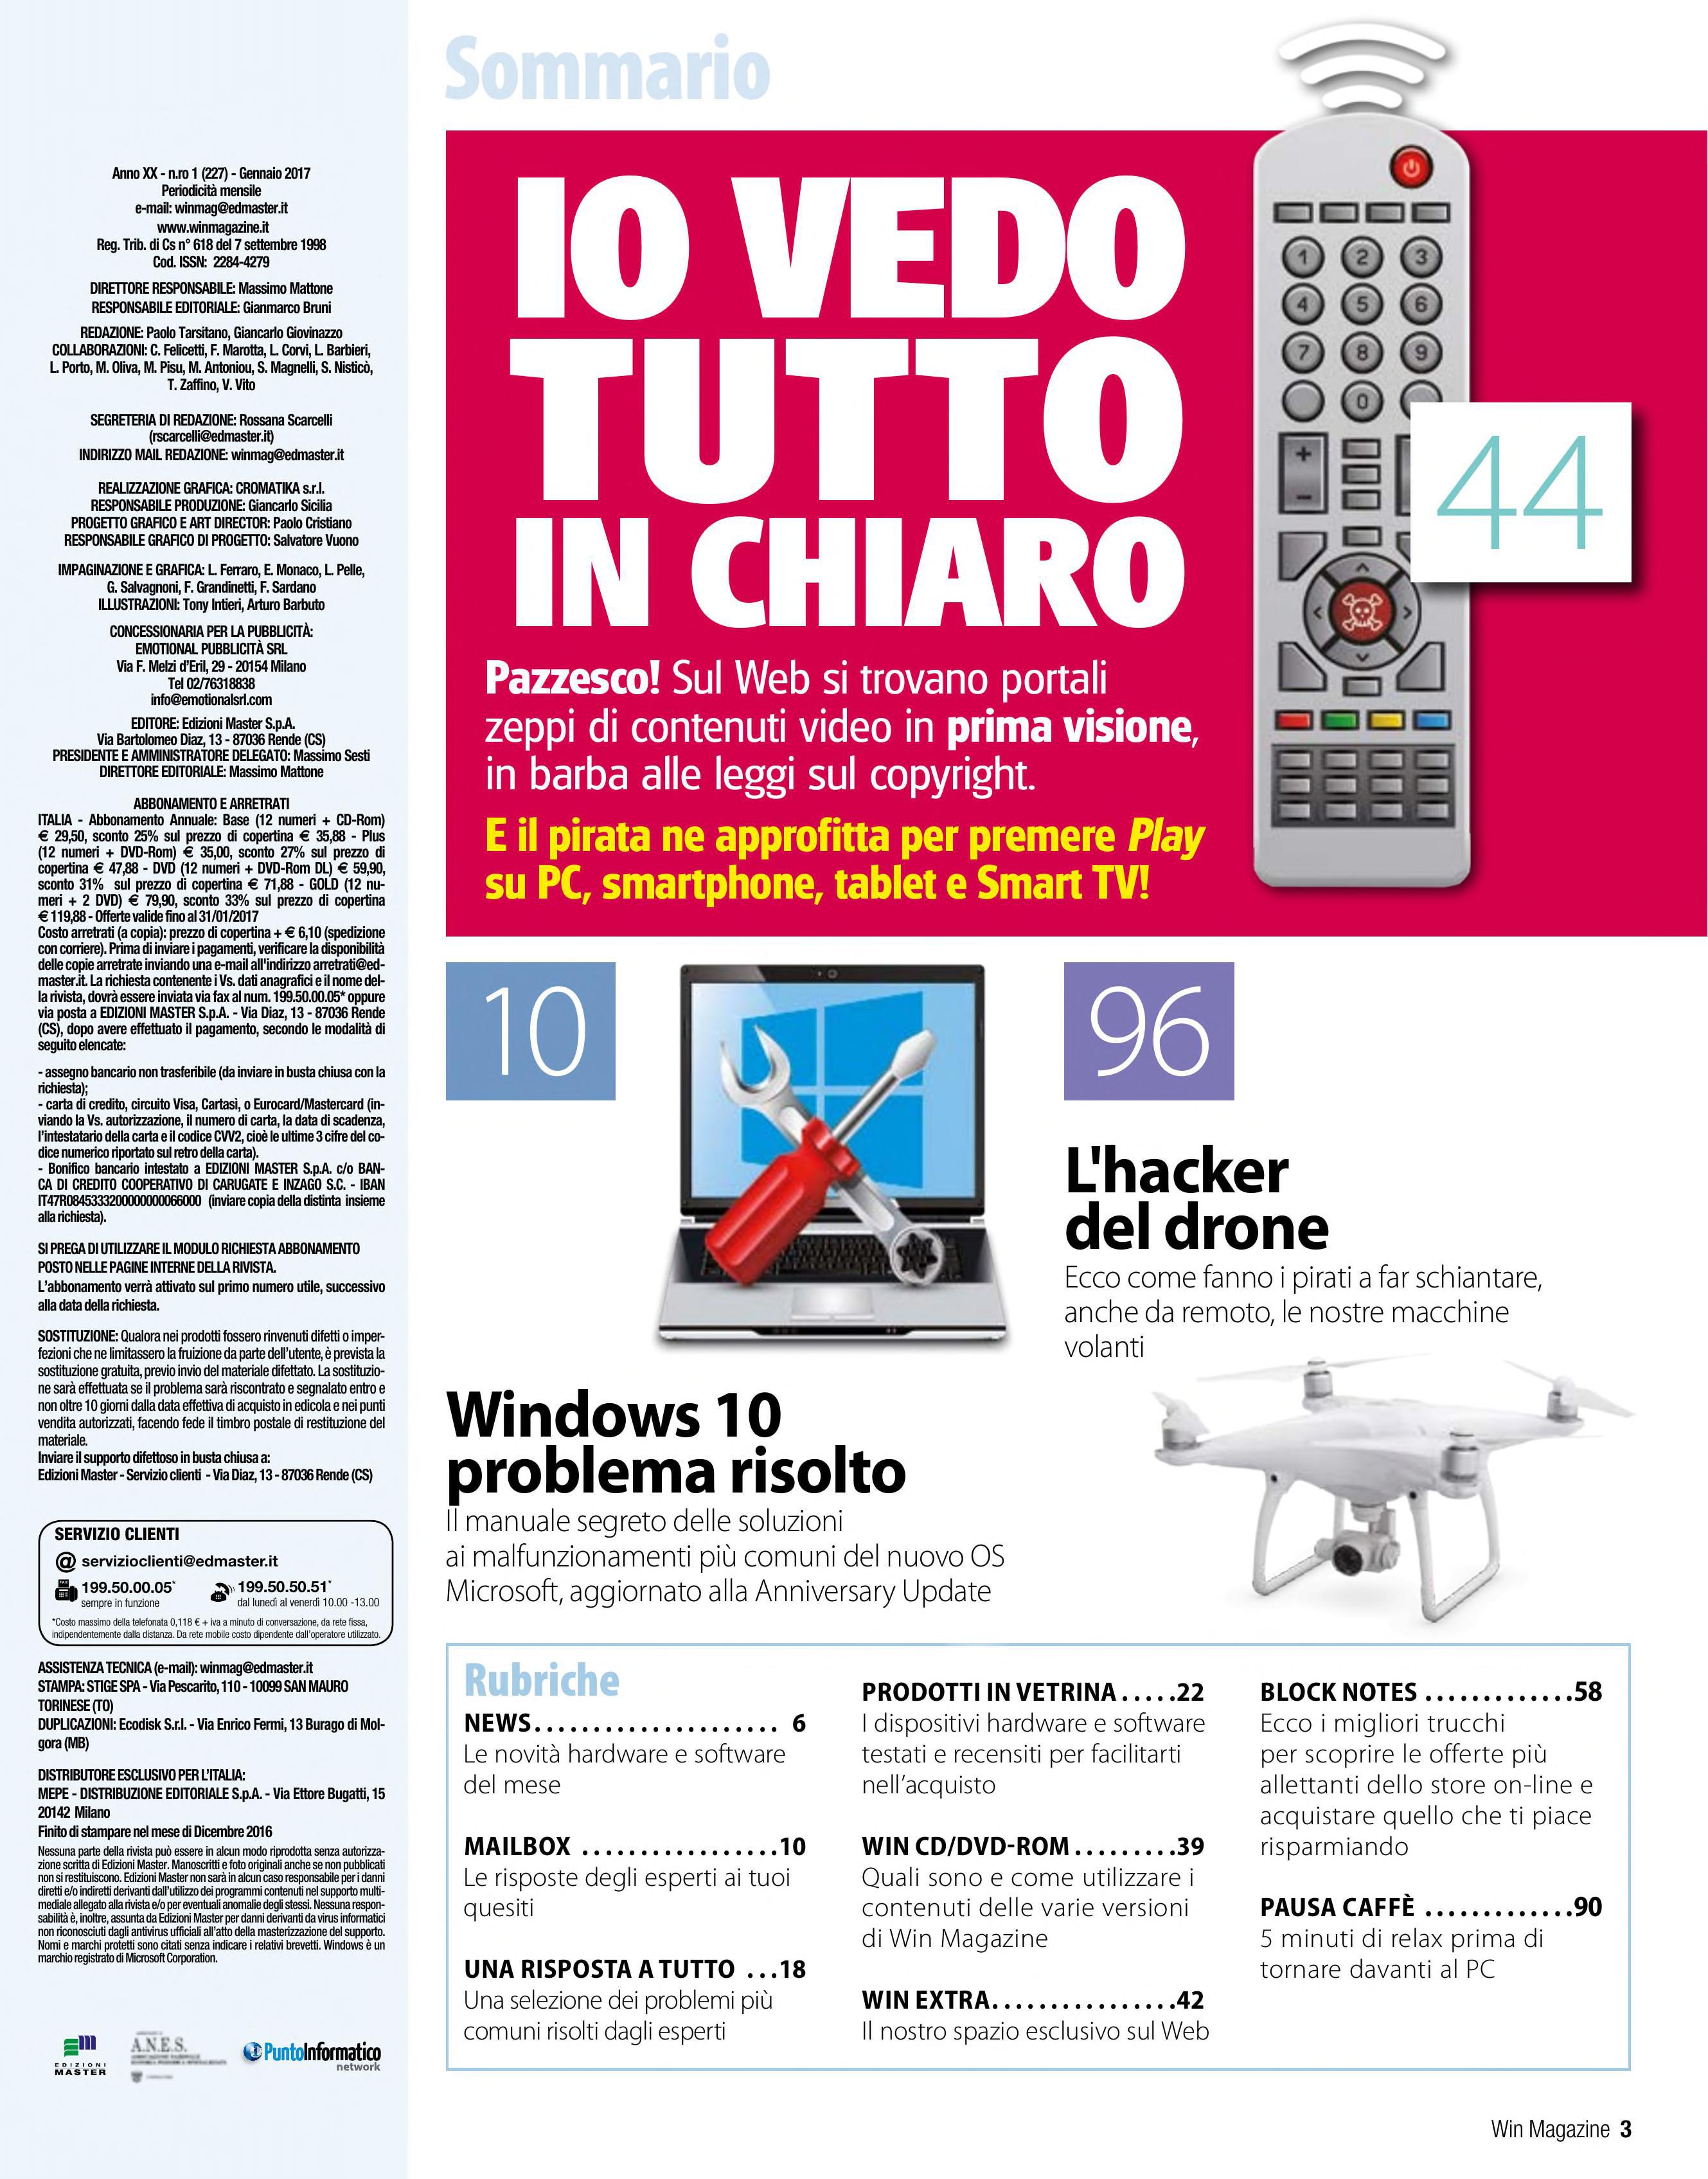 Sommario
Anno XX - n.ro 1 (227) - Gennaio 2017
Periodicità mensile
e-mail: winmag@edmaster.it
www.winmagazine.it
Reg. Trib. di Cs n° 618 del 7 settembre 1998
Cod. ISSN: 2284-4279
DIRETTORE RESPONSABILE: Massimo Mattone
RESPONSABILE EDITORIALE: Gianmarco Bruni
REDAZIONE: Paolo Tarsitano, Giancarlo Giovinazzo
COLLABORAZIONI: C. Felicetti, F. Marotta, L. Corvi, L. Barbieri,
L. Porto, M. Oliva, M. Pisu, M. Antoniou, S. Magnelli, S. Nisticò,
T. Zaffino, V. Vito
SEGRETERIA DI REDAZIONE: Rossana Scarcelli
(rscarcelli@edmaster.it)
INDIRIZZO MAIL REDAZIONE: winmag@edmaster.it
REALIZZAZIONE GRAFICA: CROMATIKA s.r.l.
RESPONSABILE PRODUZIONE: Giancarlo Sicilia
PROGETTO GRAFICO E ART DIRECTOR: Paolo Cristiano
RESPONSABILE GRAFICO DI PROGETTO: Salvatore Vuono
IMPAGINAZIONE E GRAFICA: L. Ferraro, E. Monaco, L. Pelle,
G. Salvagnoni, F. Grandinetti, F. Sardano
ILLUSTRAZIONI: Tony Intieri, Arturo Barbuto
CONCESSIONARIA PER LA PUBBLICITÀ:
EMOTIONAL PUBBLICITÀ SRL
Via F. Melzi d'Eril, 29 - 20154 Milano
Tel 02/76318838
info@emotionalsrl.com
EDITORE: Edizioni Master S.p.A.
Via Bartolomeo Diaz, 13 - 87036 Rende (CS)
PRESIDENTE E AMMINISTRATORE DELEGATO: Massimo Sesti
DIRETTORE EDITORIALE: Massimo Mattone
ABBONAMENTO E ARRETRATI
ITALIA - Abbonamento Annuale: Base (12 numeri + CD-Rom)
€ 29,50, sconto 25% sul prezzo di copertina € 35,88 - Plus
(12 numeri + DVD-Rom) € 35,00, sconto 27% sul prezzo di
copertina € 47,88 - DVD (12 numeri + DVD-Rom DL) € 59,90,
sconto 31% sul prezzo di copertina € 71,88 - GOLD (12 nu-
meri + 2 DVD) € 79,90, sconto 33% sul prezzo di copertina
€ 119,88 - Offerte valide fino al 31/01/2017
Costo arretrati (a copia): prezzo di copertina + € 6,10 (spedizione
con corriere). Prima di inviare i pagamenti, verificare la disponibilità
delle copie arretrate inviando una e-mail all'indirizzo arretrati@ed-
master.it. La richiesta contenente i Vs. dati anagrafici e il nome del-
la rivista, dovrà essere inviata via fax al num. 199.50.00.05* oppure
via posta a EDIZIONI MASTER S.p.A. - Via Diaz, 13 - 87036 Rende
(CS), dopo avere effettuato il pagamento, secondo le modalità di
seguito elencate:
- assegno bancario non trasferibile (da inviare in busta chiusa con la
richiesta);
- carta di credito, circuito Visa, Cartasì, o Eurocard/Mastercard (in-
viando la Vs. autorizzazione, il numero di carta, la data di scadenza,
l'intestatario della carta e il codice CVV2, cioè le ultime 3 cifre del co-
dice numerico riportato sul retro della carta).
- Bonifico bancario intestato a EDIZIONI MASTER S.p.A. c/o BAN-
CA DI CREDITO COOPERATIVO DI CARUGATE E INZAGO S.C. - IBAN
IT47R0845333200000000066000 (inviare copia della distinta insieme
alla richiesta).
SI PREGA DI UTILIZZARE IL MODULO RICHIESTA ABBONAMENTO
POSTO NELLE PAGINE INTERNE DELLA RIVISTA.
L'abbonamento verrà attivato sul primo numero utile, successivo
alla data della richiesta.
SOSTITUZIONE: Qualora nei prodotti fossero rinvenuti difetti o imper-
fezioni che ne limitassero la fruizione da parte dell'utente, è prevista la
sostituzione gratuita, previo invio del materiale difettato. La sostituzio-
ne sarà effettuata se il problema sarà riscontrato e segnalato entro e
non oltre 10 giorni dalla data effettiva di acquisto in edicola e nei punti
vendita autorizzati, facendo fede il timbro postale di restituzione del
materiale.
Inviare il supporto difettoso in busta chiusa a:
Edizioni Master - Servizio clienti - Via Diaz, 13 - 87036 Rende (CS)
SERVIZIO CLIENTI
@ servizioclienti@edmaster.it
199.50.00.05*
sempre in funzione
199.50.50.51*
dal lunedì al venerdì 10.00 -13.00
*Costo massimo della telefonata 0,118 € + iva a minuto di conversazione, da rete fissa,
indipendentemente dalla distanza. Da rete mobile costo dipendente dall'operatore utilizzato.
ASSISTENZA TECNICA (e-mail): winmag@edmaster.it
STAMPA: STIGE SPA - Via Pescarito, 110 - 10099 SAN MAURO
TORINESE (TO)
DUPLICAZIONI: Ecodisk S.r.l. - Via Enrico Fermi, 13 Burago di Mol-
gora (MB)
DISTRIBUTORE ESCLUSIVO PER L'ITALIA:
MEPE - DISTRIBUZIONE EDITORIALE S.p.A. - Via Ettore Bugatti, 15
20142 Milano
Finito di stampare nel mese di Dicembre 2016
Nessuna parte della rivista può essere in alcun modo riprodotta senza autorizza-
zione scritta di Edizioni Master. Manoscritti e foto originali anche se non pubblicati
non si restituiscono. Edizioni Master non sarà in alcun caso responsabile per i danni
diretti e/o indiretti derivanti dall'utilizzo dei programmi contenuti nel supporto multi-
mediale allegato alla rivista e/o per eventuali anomalie degli stessi. Nessuna respon-
sabilità è, inoltre, assunta da Edizioni Master per danni derivanti da virus informatici
non riconosciuti dagli antivirus ufficiali all'atto della masterizzazione del supporto.
Nomi e marchi protetti sono citati senza indicare i relativi brevetti. Windows è un
marchio registrato di Microsoft Corporation.
EDIZIONI
MASTER
A.N.E.S.
PuntoInformatico
network
IO VEDO
TUTTO
IN CHIARO
Pazzesco! Sul Web si trovano portali
zeppi di contenuti video in prima visione,
in barba alle leggi sul copyright.
E il pirata ne approfitta per premere Play
su PC, smartphone, tablet e Smart TV!
1 2 3
4 5 6
7 8 9
0
+
-
44
10
Windows 10
problema risolto
Il manuale segreto delle soluzioni
ai malfunzionamenti più comuni del nuovo OS
Microsoft, aggiornato alla Anniversary Update
96
L'hacker
del drone
Ecco come fanno i pirati a far schiantare,
anche da remoto, le nostre macchine
volanti
Rubriche
NEWS..................... 6
Le novità hardware e software
del mese
MAILBOX .................10
Le risposte degli esperti ai tuoi
quesiti
UNA RISPOSTA A TUTTO ...18
Una selezione dei problemi più
comuni risolti dagli esperti
PRODOTTI IN VETRINA.....22
I dispositivi hardware e software
testati e recensiti per facilitarti
nell'acquisto
WIN CD/DVD-ROM.........39
Quali sono e come utilizzare i
contenuti delle varie versioni
di Win Magazine
WIN EXTRA................42
Il nostro spazio esclusivo sul Web
BLOCK NOTES .............58
Ecco i migliori trucchi
per scoprire le offerte più
allettanti dello store on-line e
acquistare quello che ti piace
risparmiando
PAUSA CAFFÈ .............90
5 minuti di relax prima di
tornare davanti al PC
Win Magazine 3